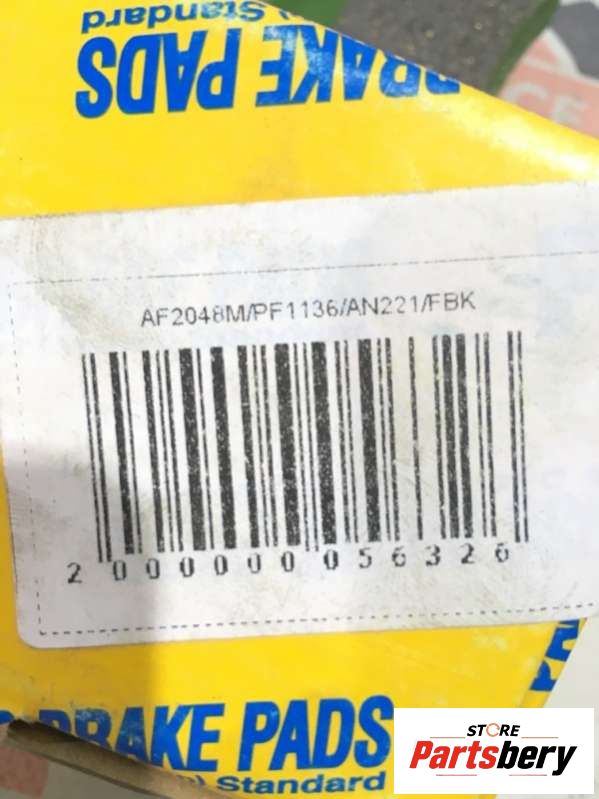 Standard
BRAKE PADS
AF2048M/PF1136/AN221/FBK
2 000000 056326
BRAKE PADS
Standard
STORE
Partsbery